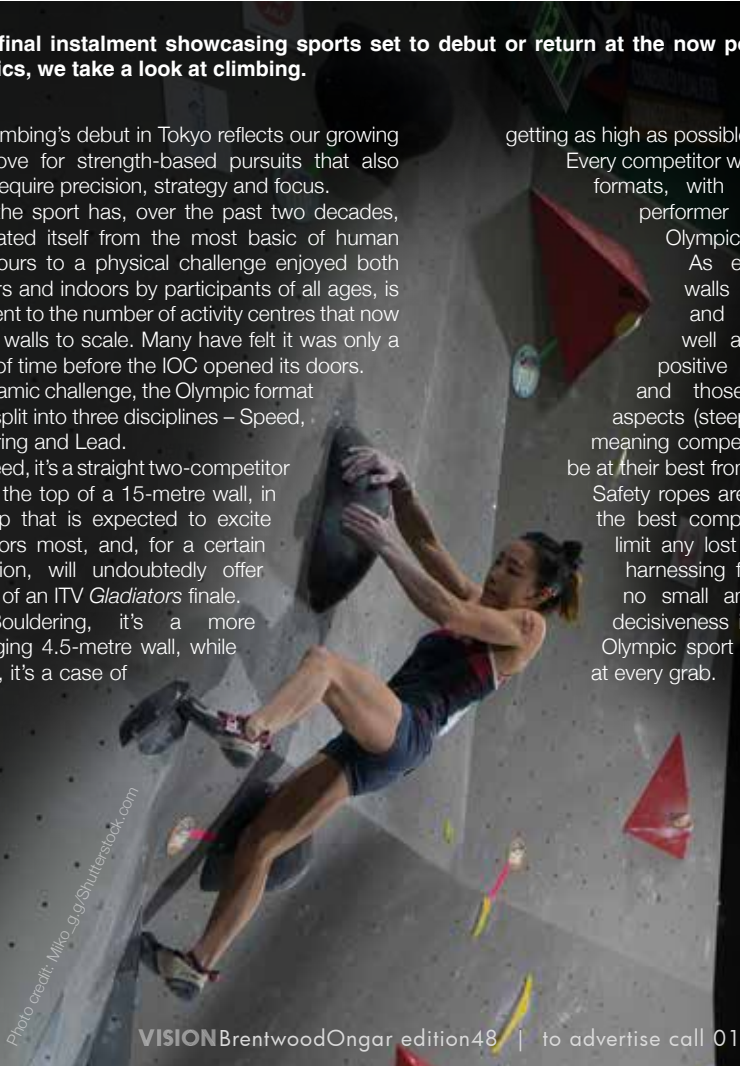 final instalment showcasing sports set to debut or return at the now po
ics, we take a look at climbing.
mbing's debut in Tokyo reflects our growing
ove for strength-based pursuits that also
equire precision, strategy and focus.
he sport has, over the past two decades,
ated itself from the most basic of human
ours to a physical challenge enjoyed both
rs and indoors by participants of all ages, is
ent to the number of activity centres that now
walls to scale. Many have felt it was only a
of time before the IOC opened its doors.
amic challenge, the Olympic format
split into three disciplines – Speed,
ring and Lead.
eed, it's a straight two-competitor
the top of a 15-metre wall, in
p that is expected to excite
ors most, and, for a certain
ion, will undoubtedly offer
of an ITV Gladiators finale.
Bouldering, it's a more
ging 4.5-metre wall, while
, it's a case of
getting as high as possible
Every competitor w
formats, with
performer
Olympic
As e
walls
and
well a
positive
and those
aspects (steep
meaning compe
be at their best from
Safety ropes are
the best comp
limit any lost
harnessing f
no small an
decisiveness
Olympic sport
at every grab.
Photo credit: Miko_g.g/Shutterstock.com
VISIONBrentwoodOngar edition48 | to advertise call 01